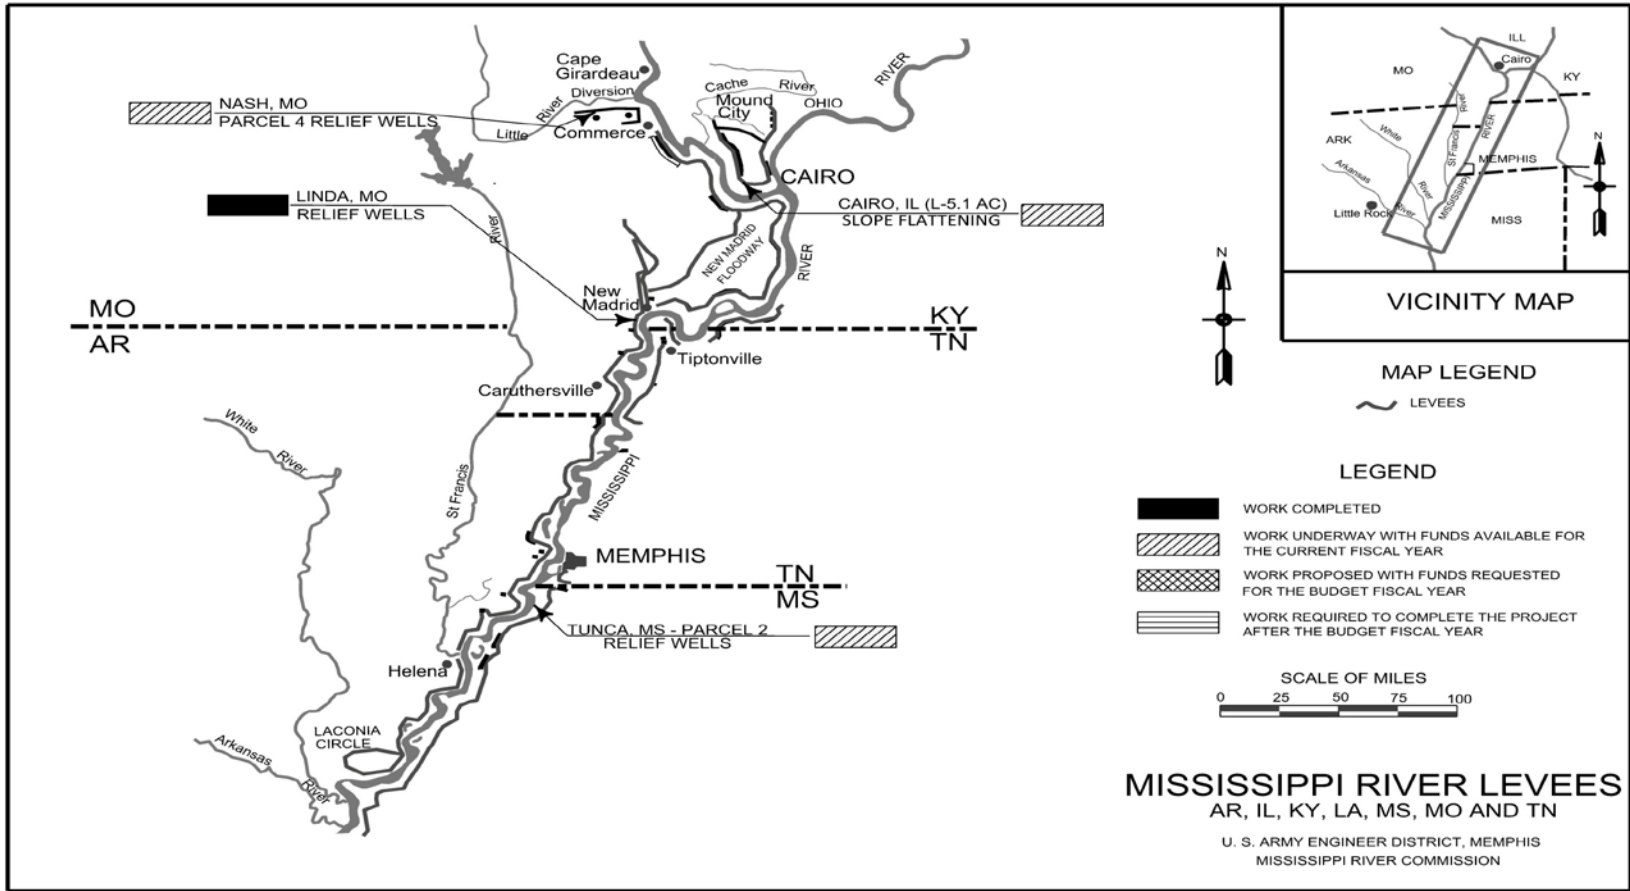 Cape
Girardeau
NASH, MO
PARCEL 4 RELIEF WELLS
Little
River
Diversion
Commerce
Cache
River
Mound
City
OHIO
RIVER
CAIRO
LINDA, MO
RELIEF WELLS
River
CAIRO, IL (L-5.1 AC)
SLOPE FLATTENING
NEW MADRID
FLOODWAY
RIVER
New
Madrid
MO
AR
KY
TN
Tiptonville
Caruthersville
White
River
St Francis
MISSISSIPPI
MEMPHIS
TN
MS
TUNCA, MS - PARCEL 2
RELIEF WELLS
Helena
LACONIA
CIRCLE
Arkansas
River
N
ILL
Cairo
MO
KY
River
ARK
White
St Francis
RIVER
MEMPHIS
N
Arkansas
River
MISSISSIPPI
Little Rock
River
MISS
VICINITY MAP
MAP LEGEND
LEVEES
LEGEND
WORK COMPLETED
WORK UNDERWAY WITH FUNDS AVAILABLE FOR
THE CURRENT FISCAL YEAR
WORK PROPOSED WITH FUNDS REQUESTED
FOR THE BUDGET FISCAL YEAR
WORK REQUIRED TO COMPLETE THE PROJECT
AFTER THE BUDGET FISCAL YEAR
SCALE OF MILES
0 25 50 75 100
MISSISSIPPI RIVER LEVEES
AR, IL, KY, LA, MS, MO AND TN
U. S. ARMY ENGINEER DISTRICT, MEMPHIS
MISSISSIPPI RIVER COMMISSION